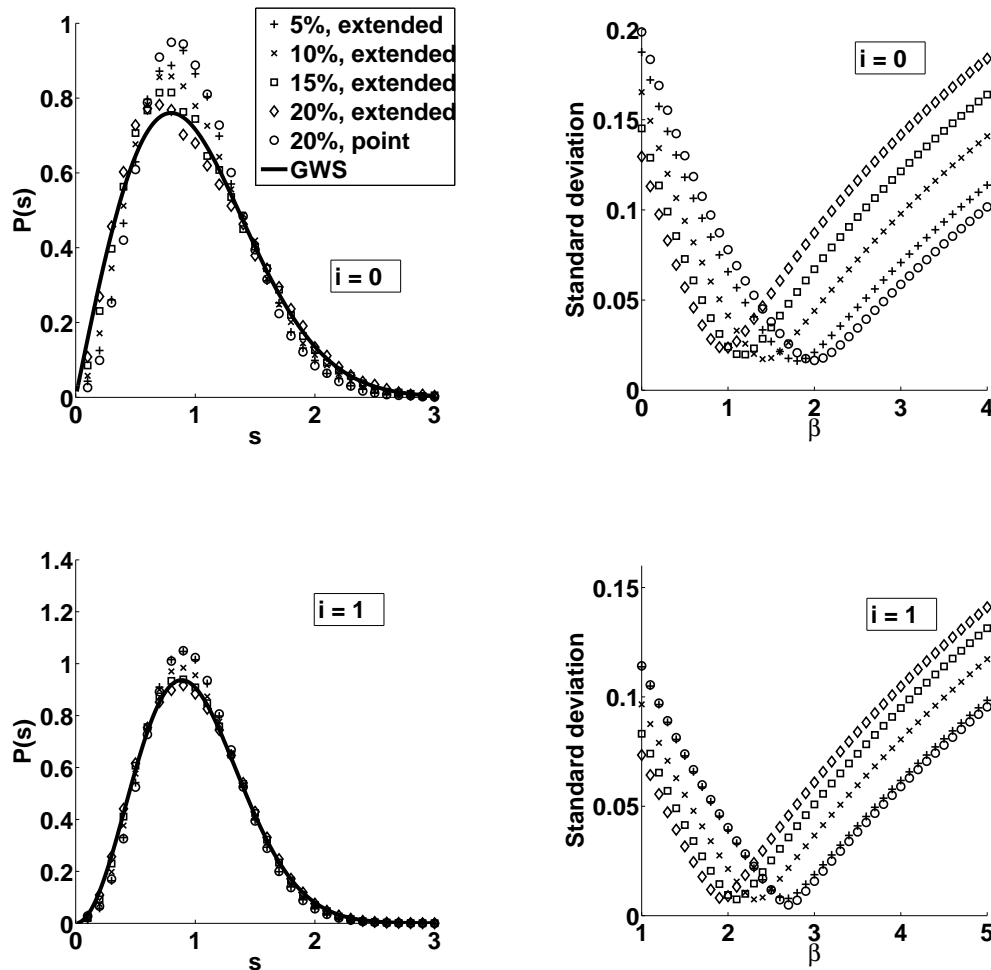 1
0.8
0.6
0.4
0.2
0
P(s)
0 1 2 3
s
5%, extended
10%, extended
15%, extended
20%, extended
20%, point
GWS
i = 0
0.2
0.15
0.1
0.05
0
Standard deviation
0 1 2 3 4
β
i = 0
1.4
1.2
1
0.8
0.6
0.4
0.2
0
P(s)
0 1 2 3
s
i = 1
0.15
0.1
0.05
0
Standard deviation
1 2 3 4 5
β
i = 1